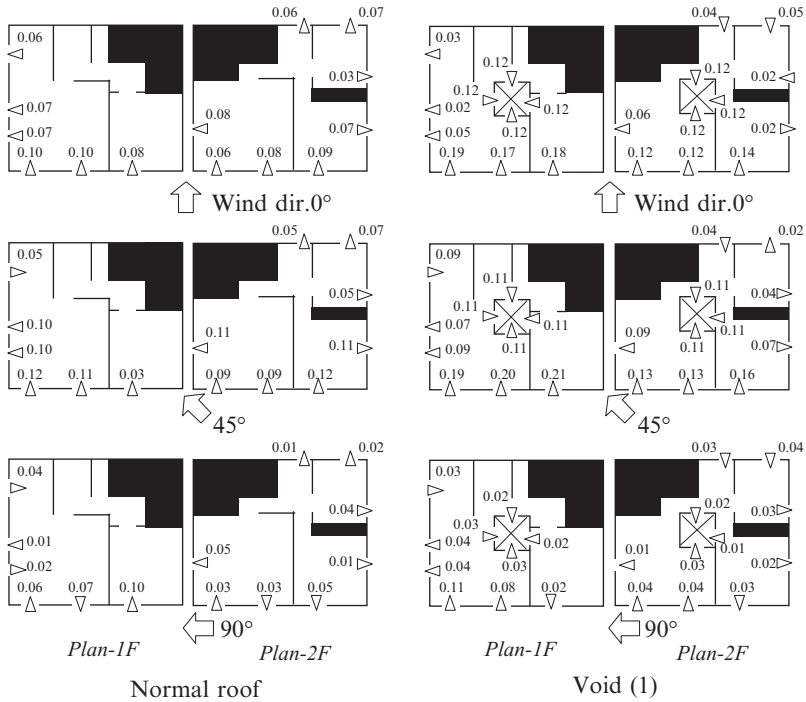 0.06 0.07
0.06 0.03
0.07 0.08
0.07 0.07
0.10 0.10 0.08 0.06 0.08 0.09
Wind dir.0°
0.04 0.05
0.03 0.12 0.12 0.02
0.12 0.12
0.02 0.12 0.06 0.12
0.05 0.12 0.12 0.02
0.19 0.17 0.18 0.12 0.12 0.14
Wind dir.0°
0.05 0.07
0.05 0.05
0.10 0.11
0.10 0.11
0.12 0.11 0.03 0.09 0.09 0.12
45°
0.04 0.02
0.09 0.11 0.11 0.04
0.11
0.07 0.11 0.09 0.11
0.09 0.11 0.11 0.07
0.19 0.20 0.21 0.13 0.13 0.16
45°
0.01 0.02
0.04 0.04
0.01 0.05
0.02 0.01
0.06 0.07 0.10 0.03 0.03 0.05
90°
Plan-1F Plan-2F
Normal roof
0.03 0.04
0.03 0.02 0.02 0.03
0.03
0.04 0.02 0.01 0.01
0.04 0.03 0.03 0.02
0.11 0.08 0.02 0.04 0.04 0.03
90°
Plan-1F Plan-2F
Void (1)